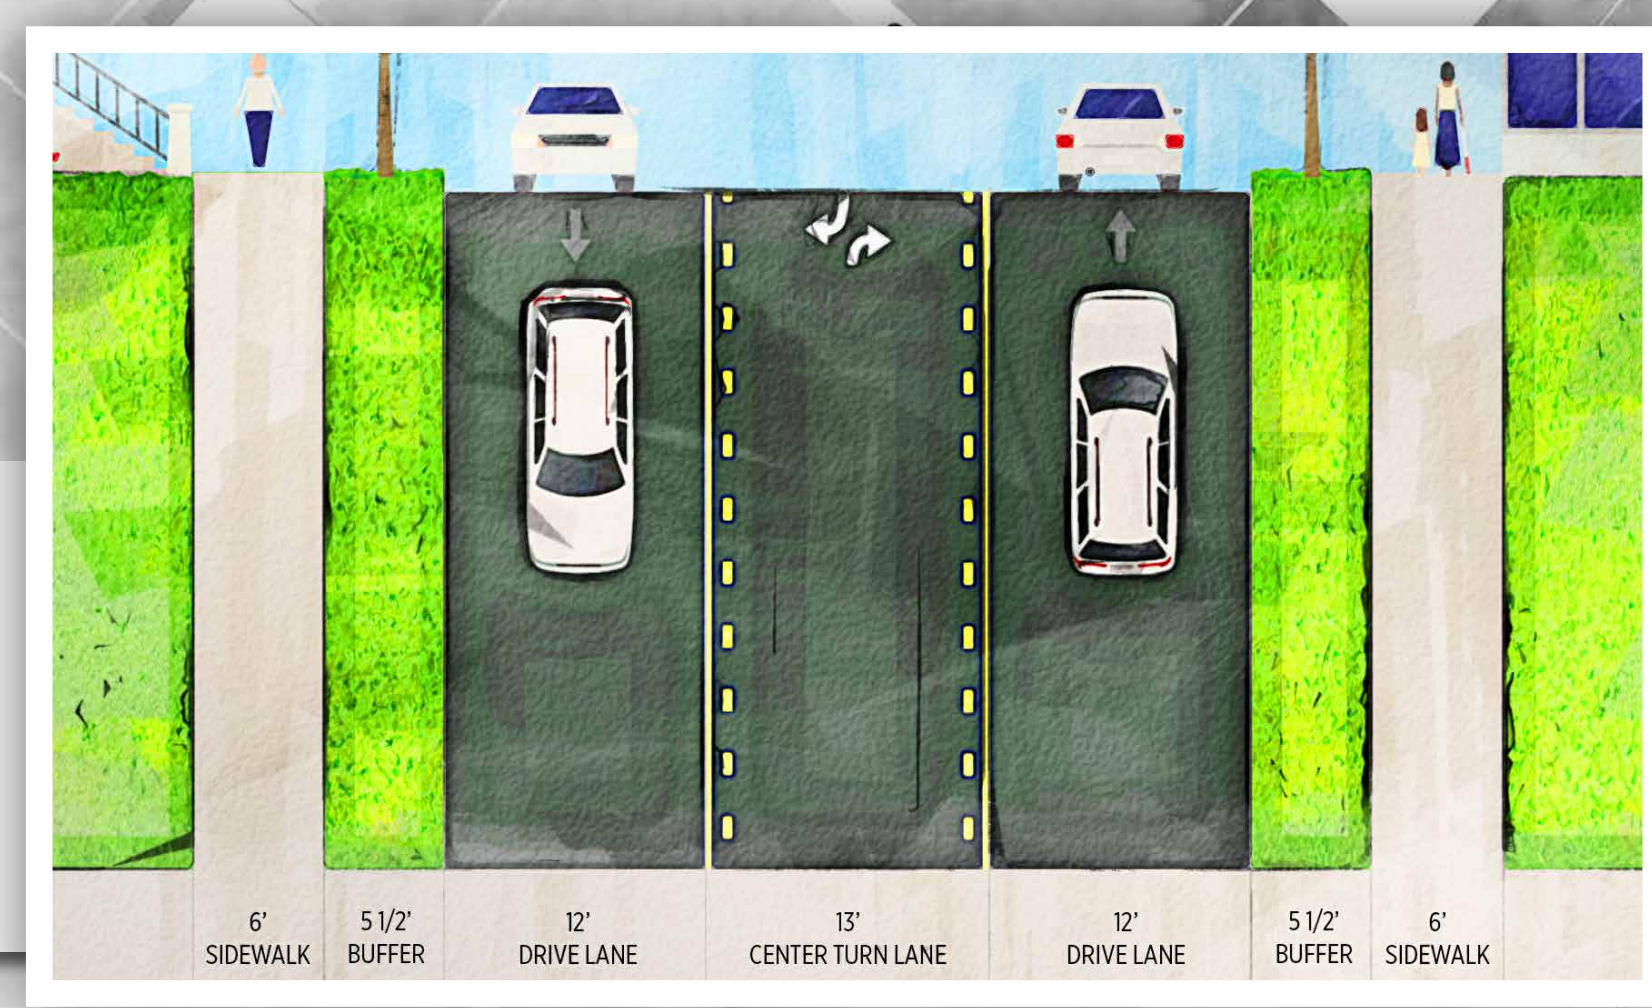 6’
SIDEWALK
5 1/2’
BUFFER
12’
DRIVE LANE
13’
CENTER TURN LANE
12’
DRIVE LANE
5 1/2’
BUFFER
6’
SIDEWALK